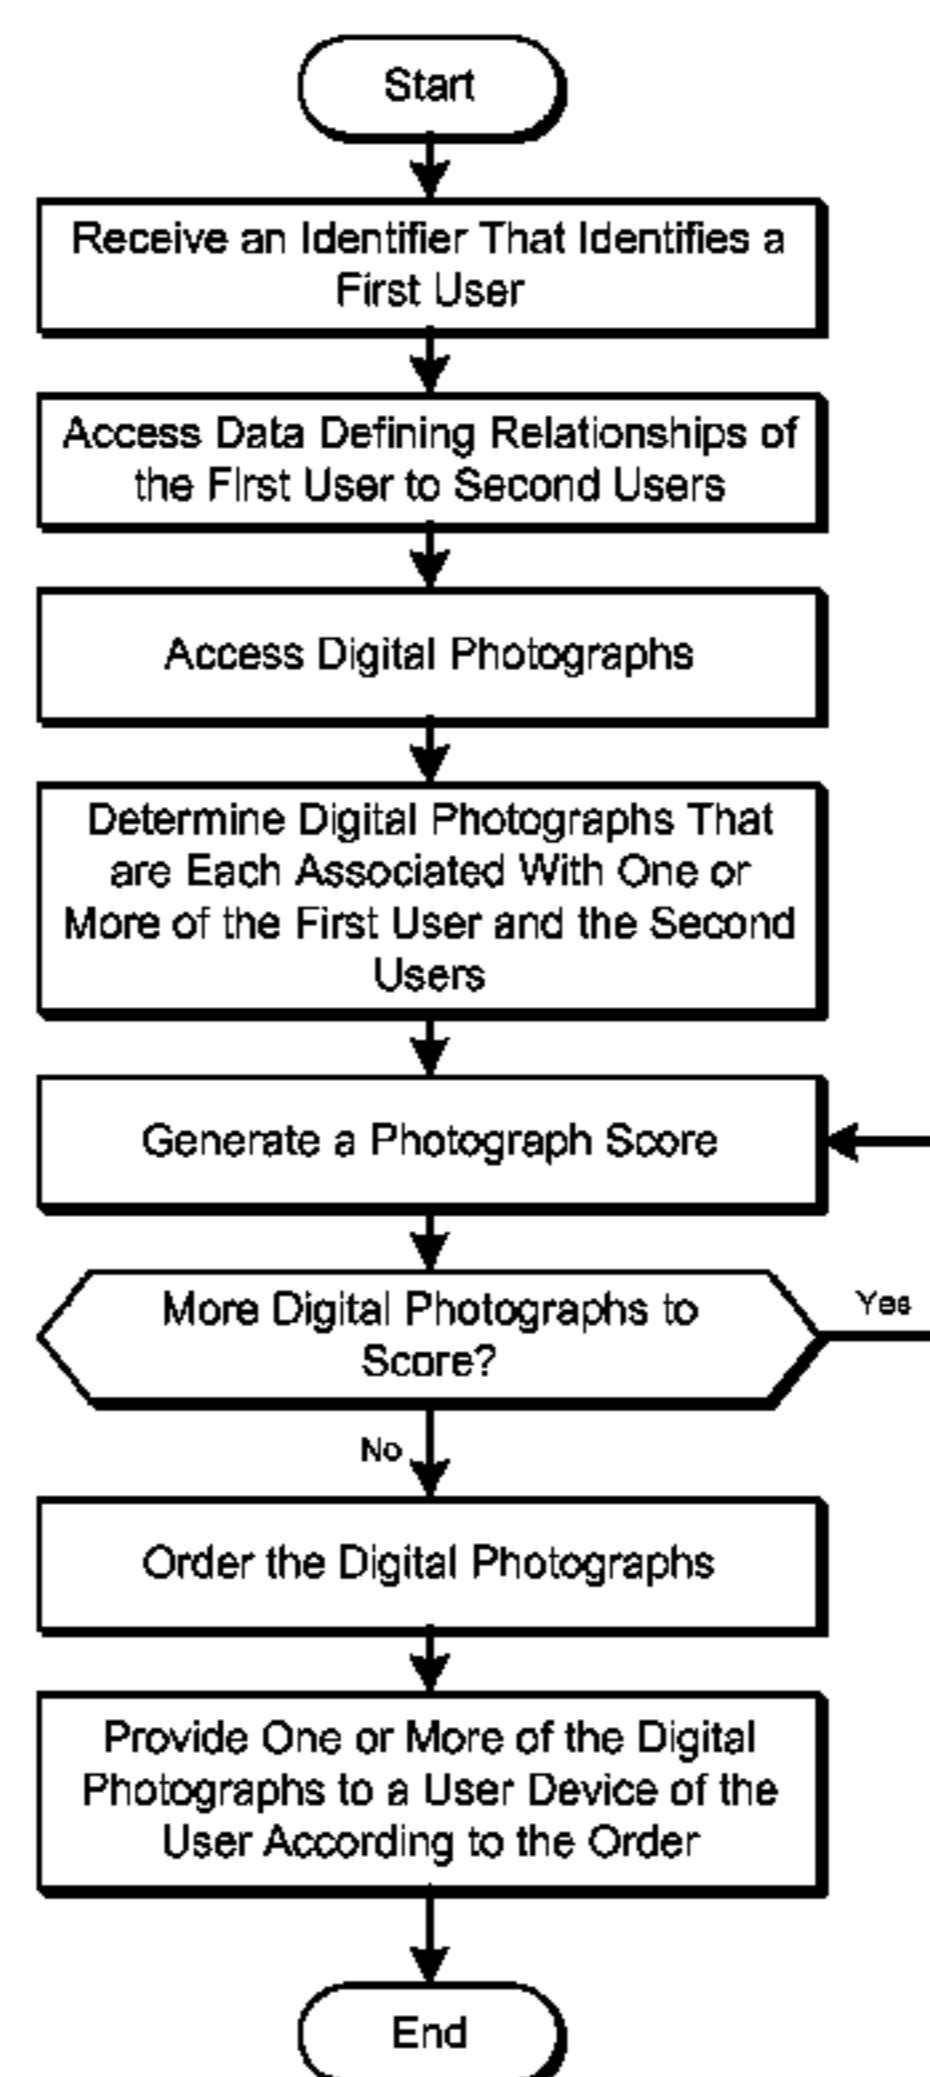 Start
Receive an Identifier That Identifies a
First User
Access Data Defining Relationships of
the First User to Second Users
Access Digital Photographs
Determine Digital Photographs That
are Each Associated With One or
More of the First User and the Second
Users
Generate a Photograph Score
More Digital Photographs to
Score?
Yes
No
Order the Digital Photographs
Provide One or More of the Digital
Photographs to a User Device of the
User According to the Order
End